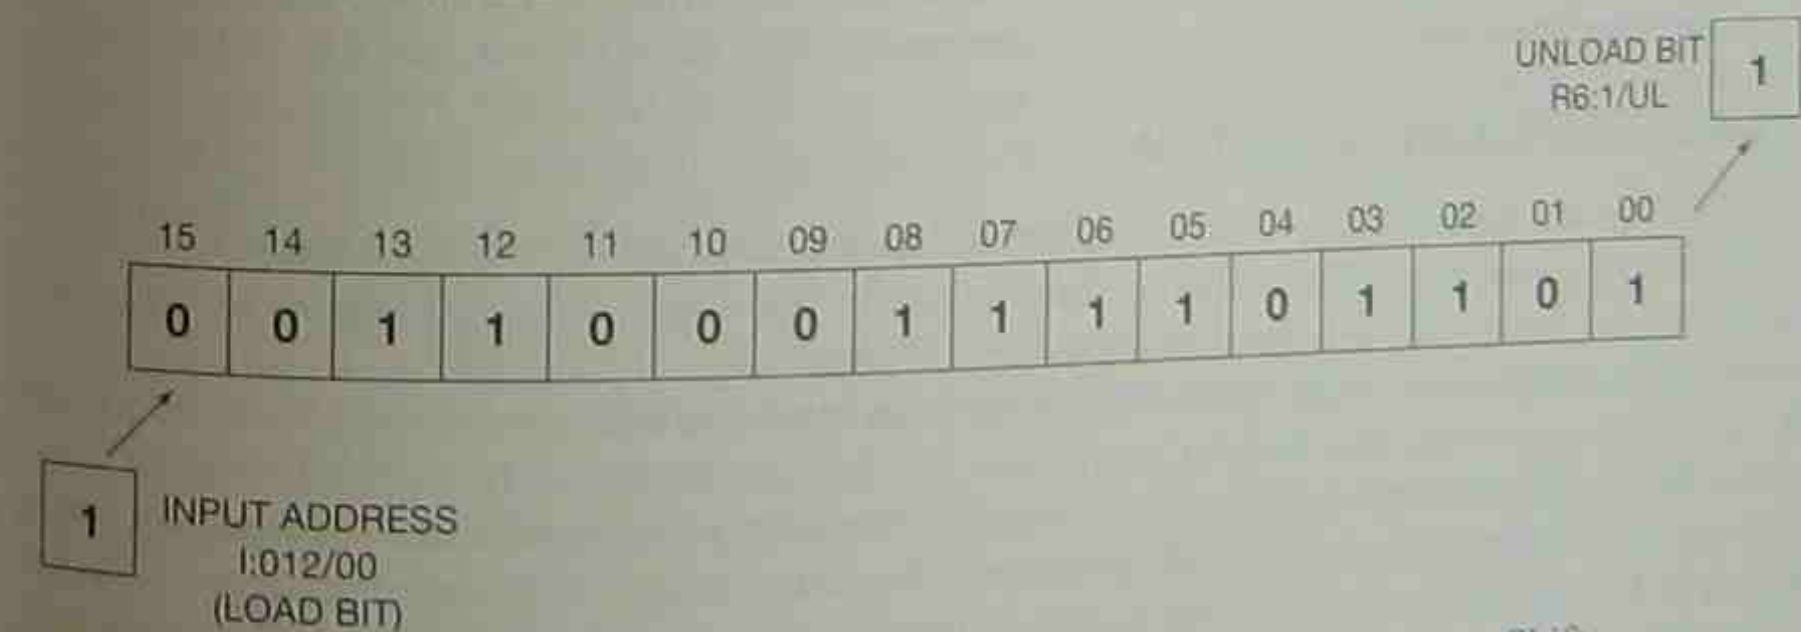 UNLOAD BIT 1
R6:1/UL
15 14 13 12 11 10 09 08 07 06 05 04 03 02 01 00
0 0 1 1 0 0 0 1 1 1 1 0 1 1 0 1
1 INPUT ADDRESS
I:012/00
(LOAD BIT)